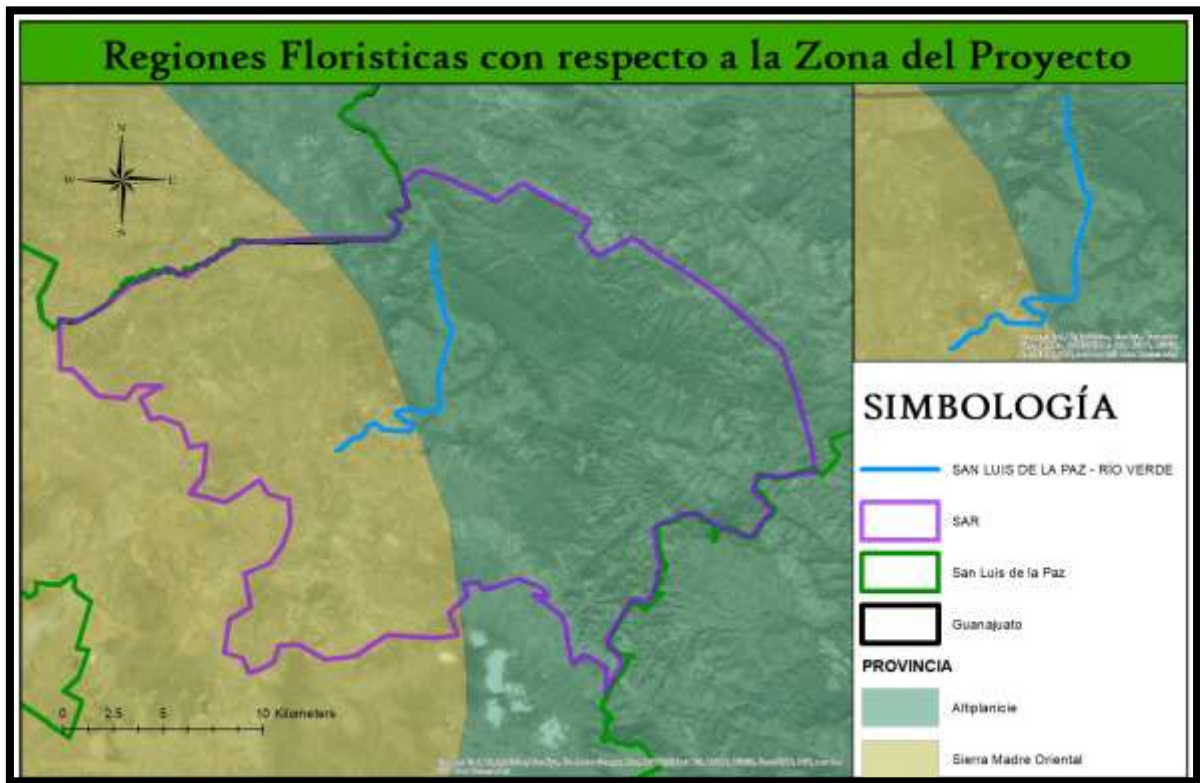 Regiones Floristicas con respecto a la Zona del Proyecto
N
W E
S
0 2.5 5 10 Kilometers
SIMBOLOGÍA
SAN LUIS DE LA PAZ - RÍO VERDE
SAR
San Luis de la Paz
Guanajuato
PROVINCIA
Altiplanicie
Sierra Madre Oriental